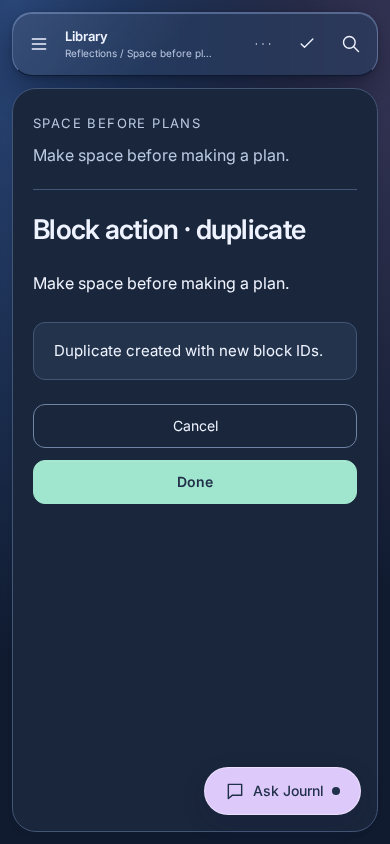 Library
Reflections / Space before pl...
SPACE BEFORE PLANS
Make space before making a plan.
Block action · duplicate
Make space before making a plan.
Duplicate created with new block IDs.
Cancel
Done
Ask Journl